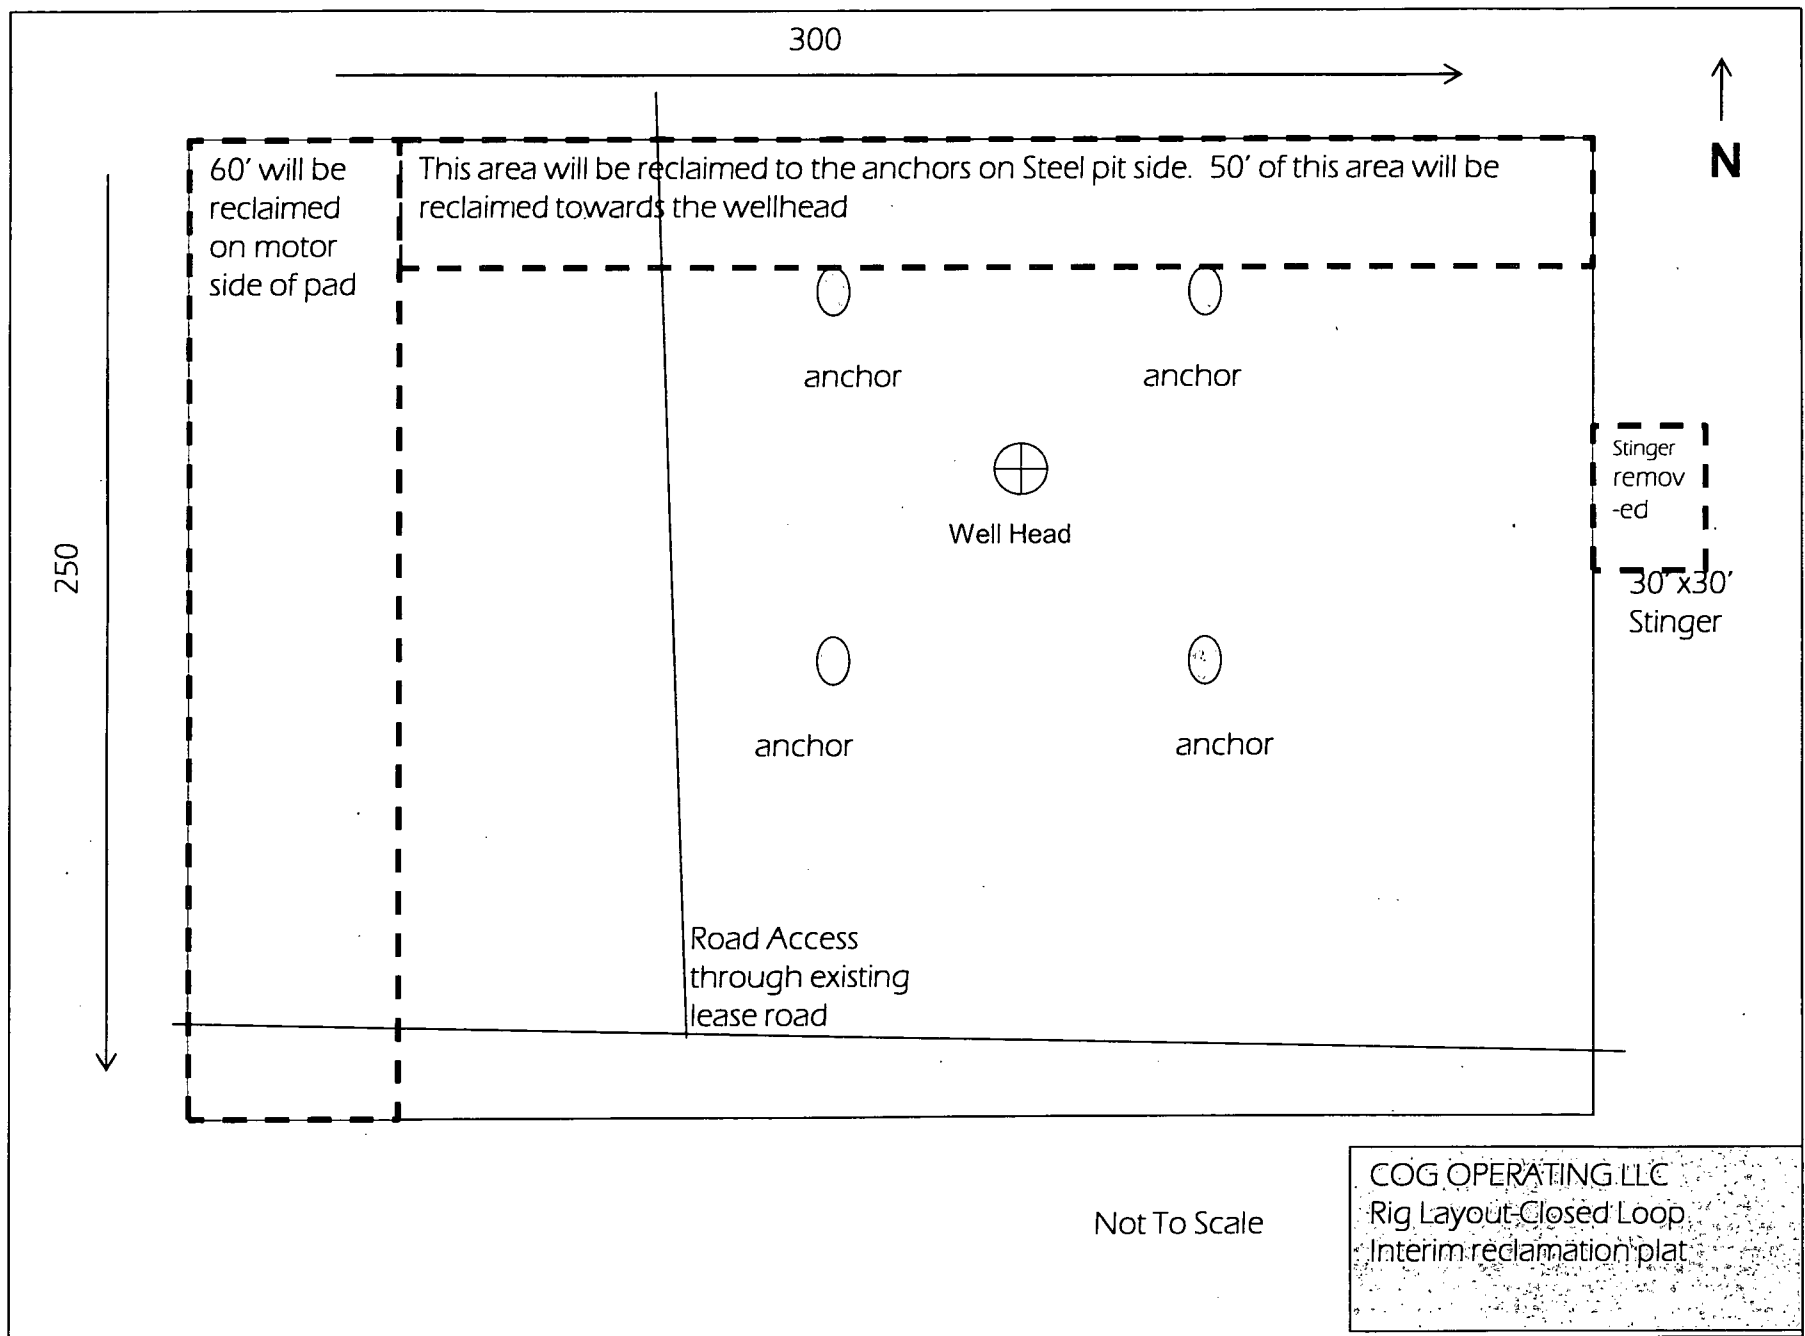 300
N
60' will be
reclaimed
on motor
side of pad
This area will be reclaimed to the anchors on Steel pit side.  50' of this area will be
reclaimed towards the wellhead
anchor
anchor
Stinger
remov
-ed
Well Head
250
30' x30'
Stinger
anchor
anchor
Road Access
through existing
lease road
Not To Scale
COG OPERATING LLC
Rig Layout-Closed Loop
Interim reclamation plat